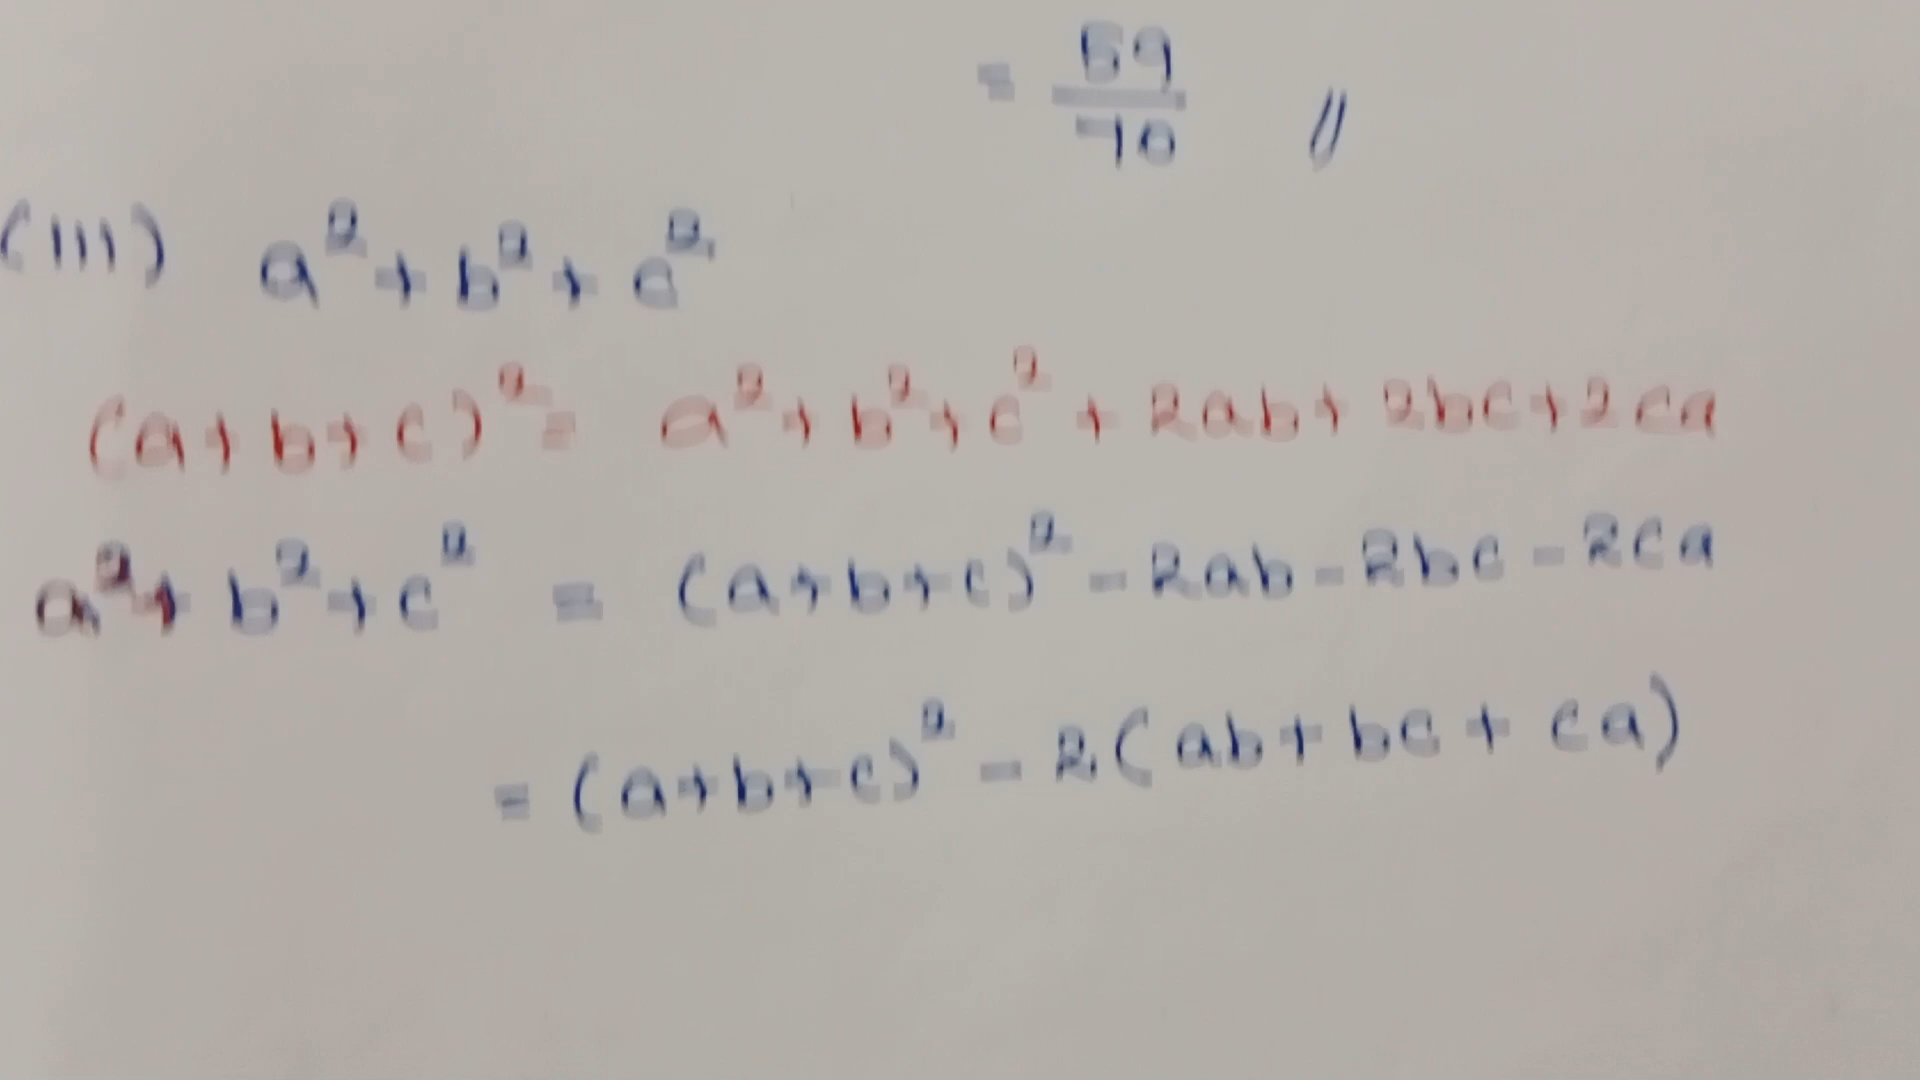 = 59/70 //
(III) a² + b² + c²
(a + b + c)² = a² + b² + c² + 2ab + 2bc + 2ca
a² + b² + c² = (a+b+c)² - 2ab - 2bc - 2ca
= (a+b+c)² - 2(ab + bc + ca)